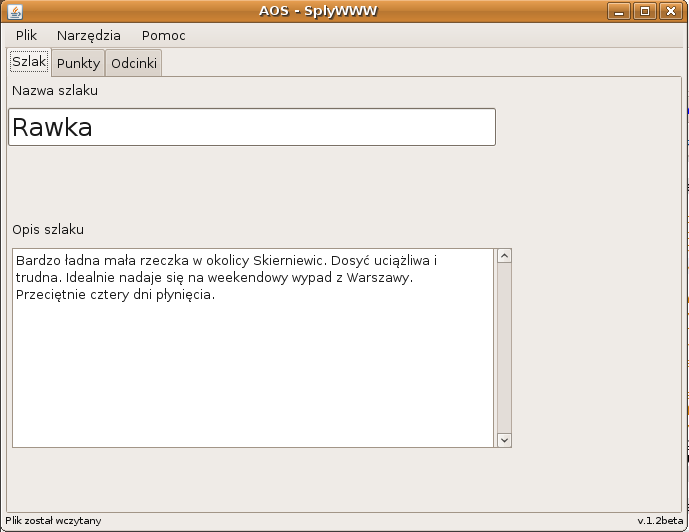 AOS - SplyWWW
Plik Narzędzia Pomoc
Szlak Punkty Odcinki
Nazwa szlaku
Rawka
Opis szlaku
Bardzo ładna mała rzeczka w okolicy Skierniewic. Dosyć uciążliwa i
trudna. Idealnie nadaje się na weekendowy wypad z Warszawy.
Przeciętnie cztery dni płynięcia.
Plik został wczytany v.1.2beta